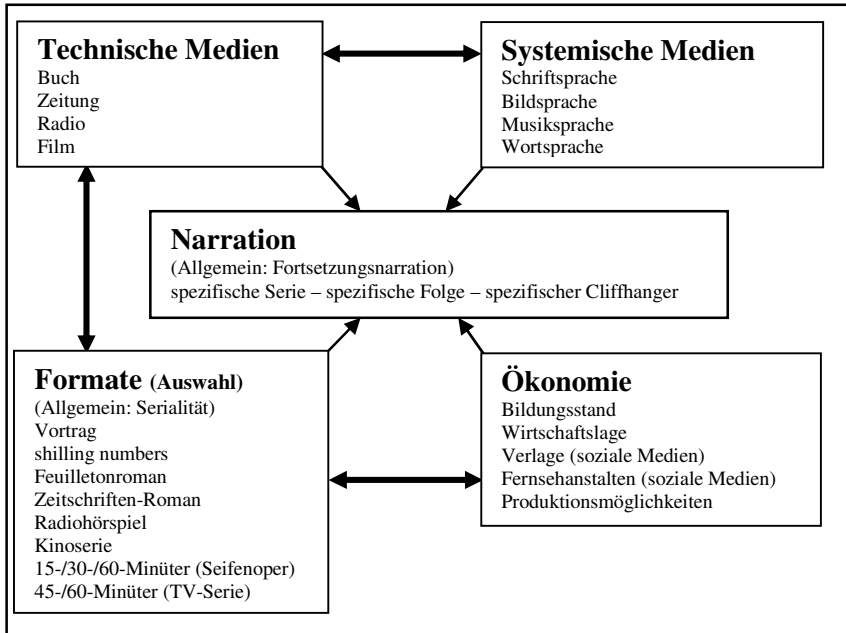 Technische Medien
Buch
Zeitung
Radio
Film
Systemische Medien
Schriftsprache
Bildsprache
Musiksprache
Wortsprache
Narration
(Allgemein: Fortsetzungsnarration)
spezifische Serie – spezifische Folge – spezifischer Cliffhanger
Formate (Auswahl)
(Allgemein: Serialität)
Vortrag
shilling numbers
Feuilletonroman
Zeitschriften-Roman
Radiohörspiel
Kinoserie
15-/30-/60-Minüter (Seifenoper)
45-/60-Minüter (TV-Serie)
Ökonomie
Bildungsstand
Wirtschaftslage
Verlage (soziale Medien)
Fernsehanstalten (soziale Medien)
Produktionsmöglichkeiten